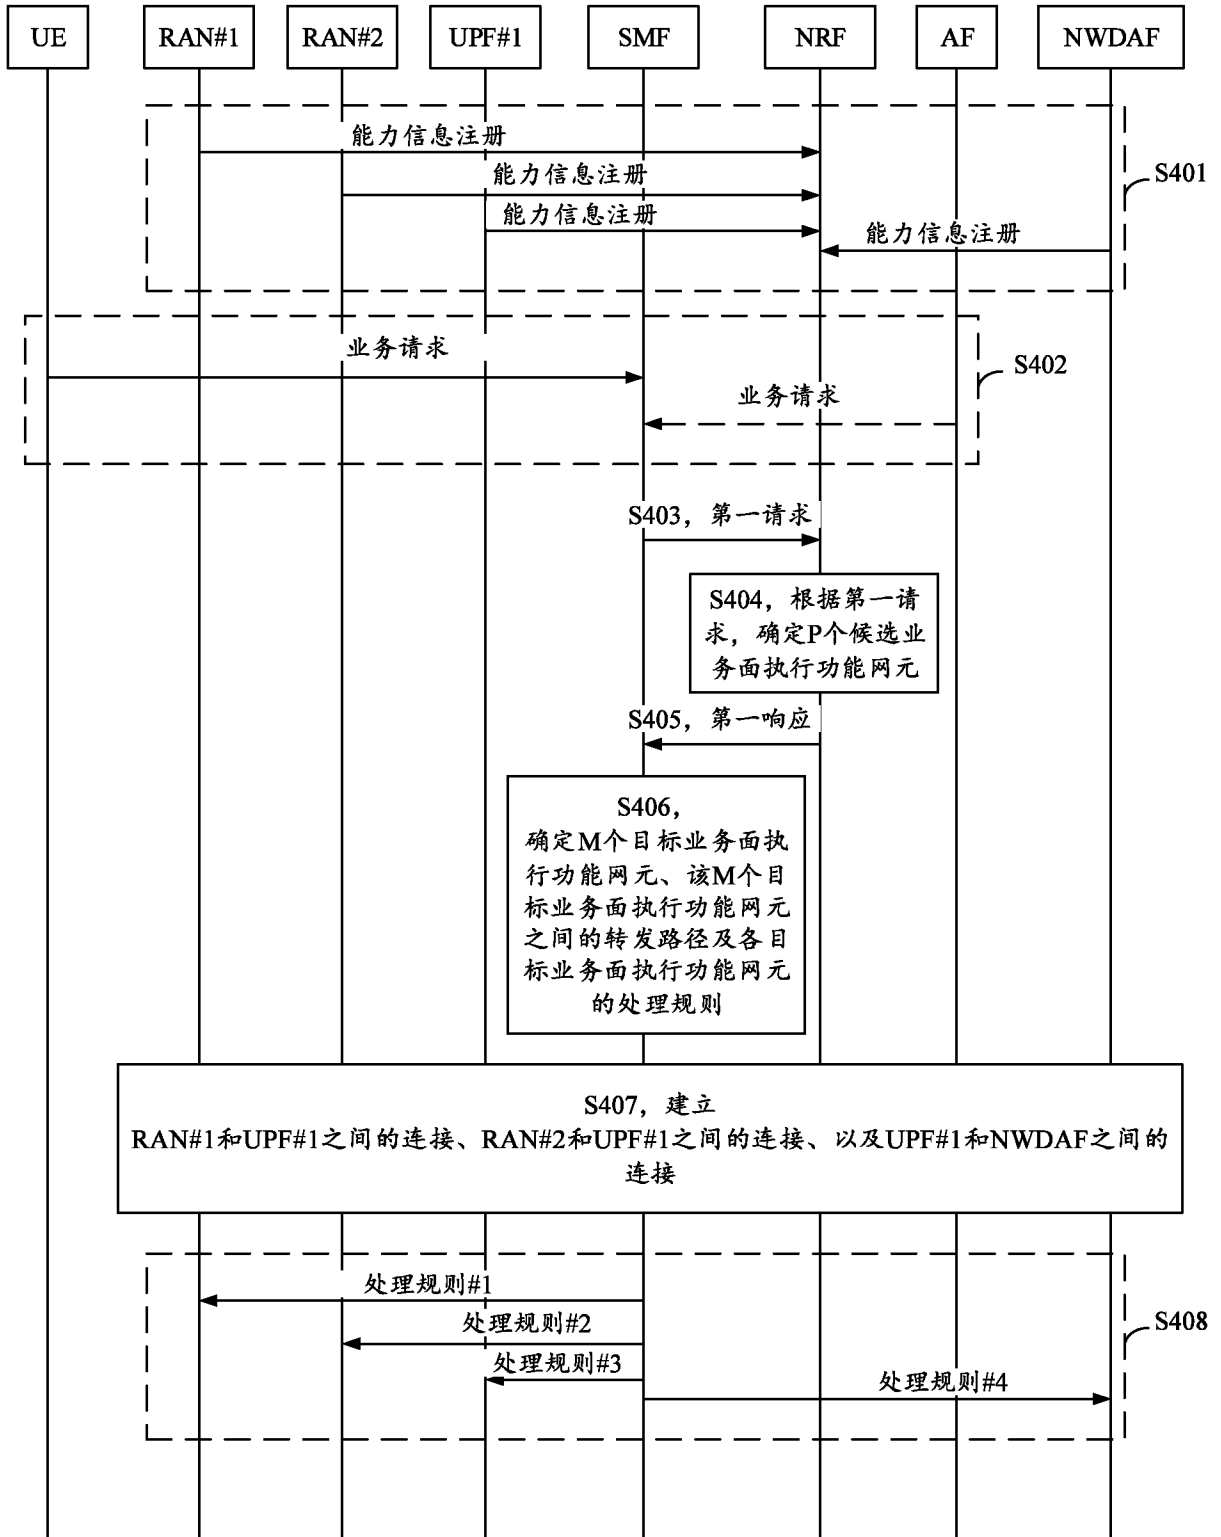 UE
RAN#1
RAN#2
UPF#1
SMF
NRF
AF
NWDAF
能力信息注册
能力信息注册
能力信息注册
能力信息注册
S401
业务请求
业务请求
S402
S403，第一请求
S404，根据第一请
求，确定P个候选业
务面执行功能网元
S405，第一响应
S406，
确定M个目标业务面执
行功能网元、该M个目
标业务面执行功能网元
之间的转发路径及各目
标业务面执行功能网元
的处理规则
S407，建立
RAN#1和UPF#1之间的连接、RAN#2和UPF#1之间的连接、以及UPF#1和NWDAF之间的
连接
处理规则#1
处理规则#2
处理规则#3
处理规则#4
S408